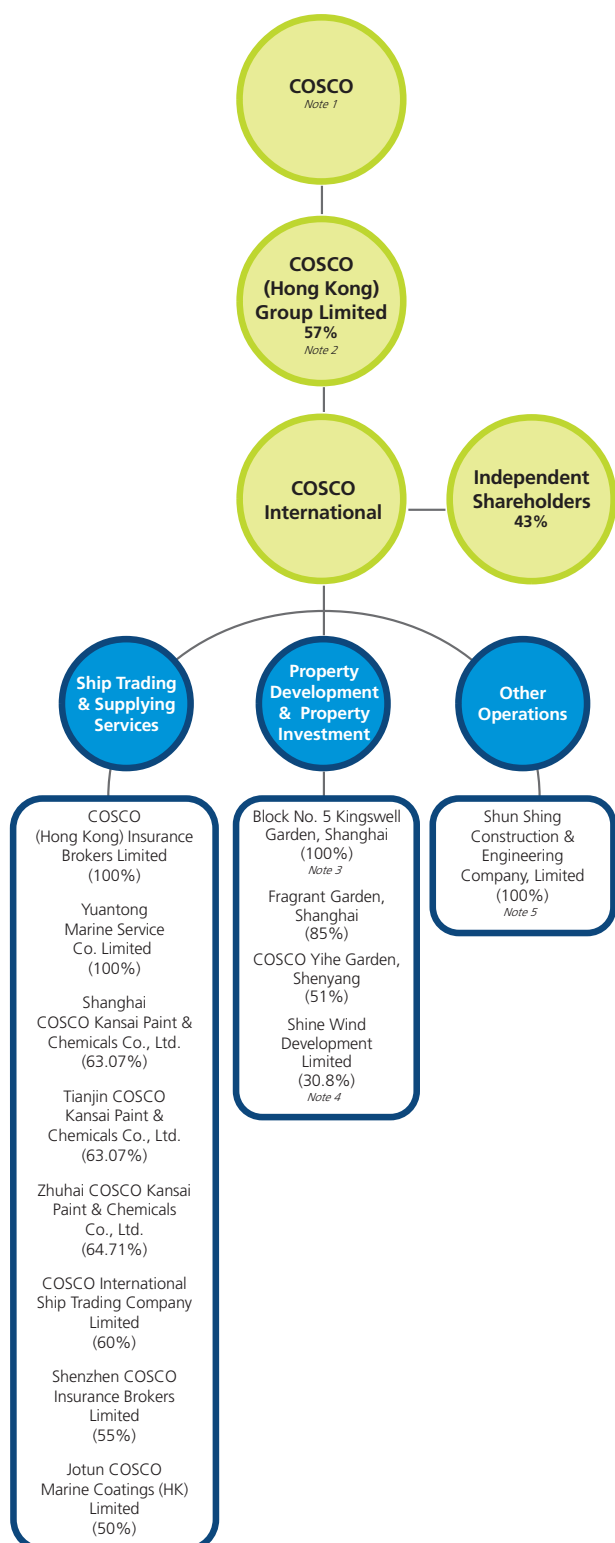 COSCO
Note 1
COSCO
(Hong Kong)
Group Limited
57%
Note 2
COSCO
International
Independent
Shareholders
43%
Ship Trading
& Supplying
Services
Property
Development
& Property
Investment
Other
Operations
COSCO
(Hong Kong) Insurance
Brokers Limited
(100%)
Yuantong
Marine Service
Co. Limited
(100%)
Shanghai
COSCO Kansai Paint &
Chemicals Co., Ltd.
(63.07%)
Tianjin COSCO
Kansai Paint &
Chemicals Co., Ltd.
(63.07%)
Zhuhai COSCO Kansai
Paint & Chemicals
Co., Ltd.
(64.71%)
COSCO International
Ship Trading Company
Limited
(60%)
Shenzhen COSCO
Insurance Brokers
Limited
(55%)
Jotun COSCO
Marine Coatings (HK)
Limited
(50%)
Block No. 5 Kingswell
Garden, Shanghai
(100%)
Note 3
Fragrant Garden,
Shanghai
(85%)
COSCO Yihe Garden,
Shenyang
(51%)
Shine Wind
Development
Limited
(30.8%)
Note 4
Shun Shing
Construction &
Engineering
Company, Limited
(100%)
Note 5